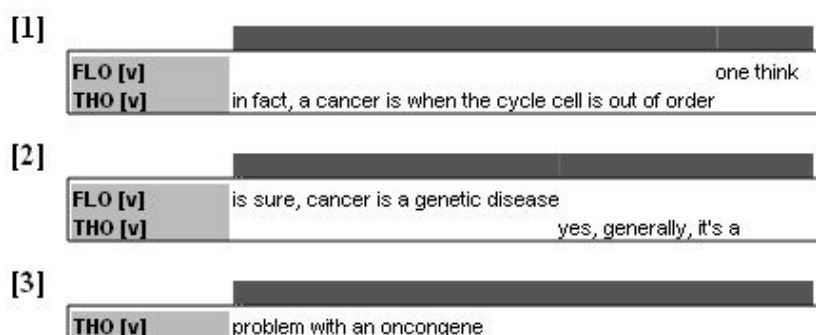 [1]
FLO [v] one think
THO [v] in fact, a cancer is when the cycle cell is out of order
[2]
FLO [v] is sure, cancer is a genetic disease
THO [v] yes, generally, it's a
[3]
THO [v] problem with an oncongene